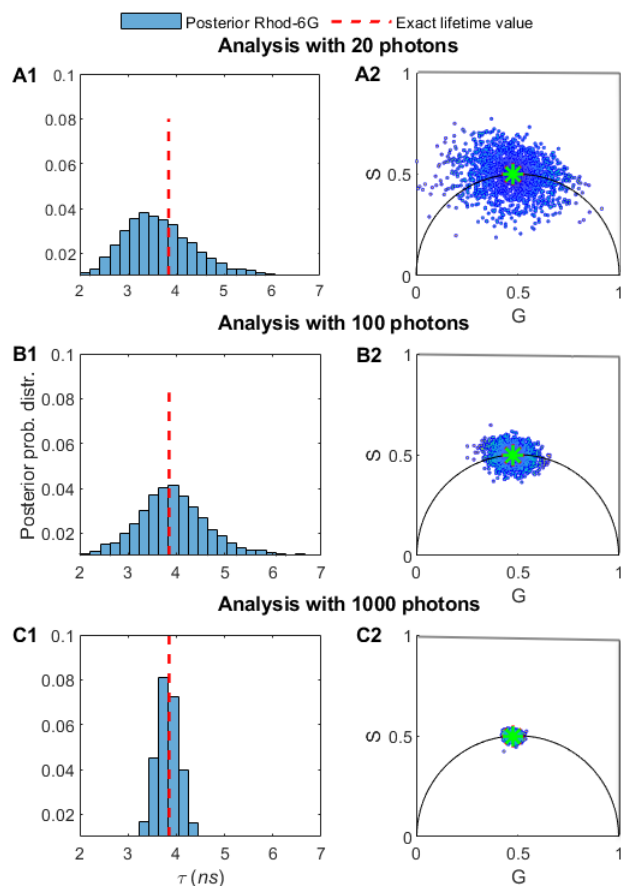 Posterior Rhod-6G Exact lifetime value
Analysis with 20 photons
A1
0.1
0.08
0.06
0.04
0.02
2 3 4 5 6 7
A2
1
S
0.5
0
0 0.5 1
G
Analysis with 100 photons
B1
Posterior prob. distr.
0.1
0.08
0.06
0.04
0.02
2 3 4 5 6 7
B2
1
S
0.5
0
0 0.5 1
G
Analysis with 1000 photons
C1
0.1
0.08
0.06
0.04
0.02
2 3 4 5 6 7
τ (ns)
C2
1
S
0.5
0
0 0.5 1
G